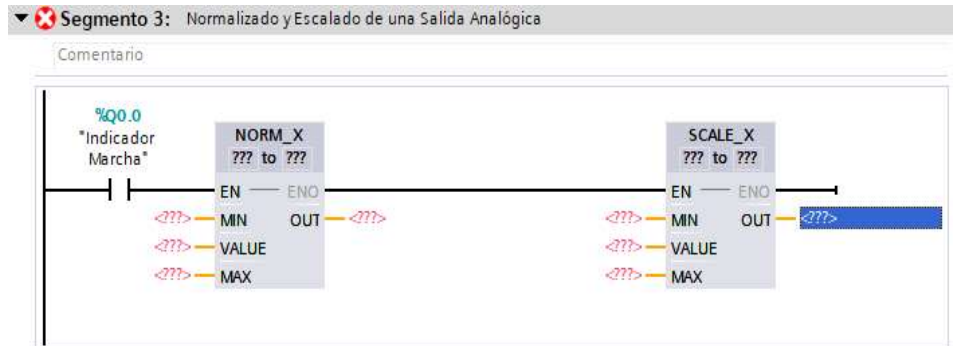 Segmento 3: Normalizado y Escalado de una Salida Analógica
Comentario
%Q0.0
"Indicador
Marcha"
NORM_X
??? to ???
EN ENO
<???> MIN OUT <???>
<???> VALUE
<???> MAX
SCALE_X
??? to ???
EN ENO
<???> MIN OUT <???>
<???> VALUE
<???> MAX